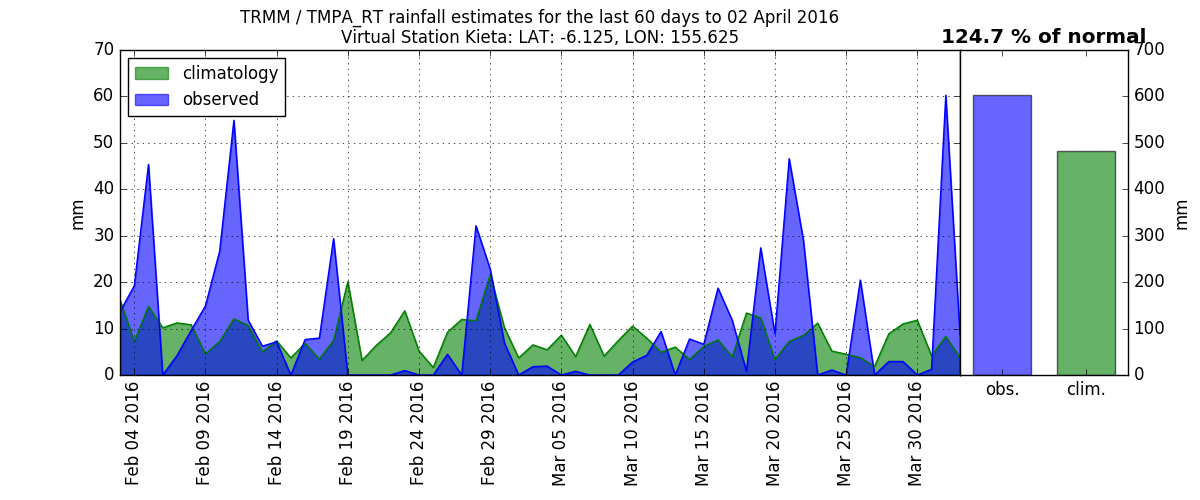 TRMM / TMPA_RT rainfall estimates for the last 60 days to 02 April 2016
Virtual Station Kieta: LAT: -6.125, LON: 155.625
124.7 % of normal
climatology
observed
mm
70
60
50
40
30
20
10
0
Feb 04 2016
Feb 09 2016
Feb 14 2016
Feb 19 2016
Feb 24 2016
Feb 29 2016
Mar 05 2016
Mar 10 2016
Mar 15 2016
Mar 20 2016
Mar 25 2016
Mar 30 2016
700
600
500
400
300
200
100
0
mm
obs.
clim.